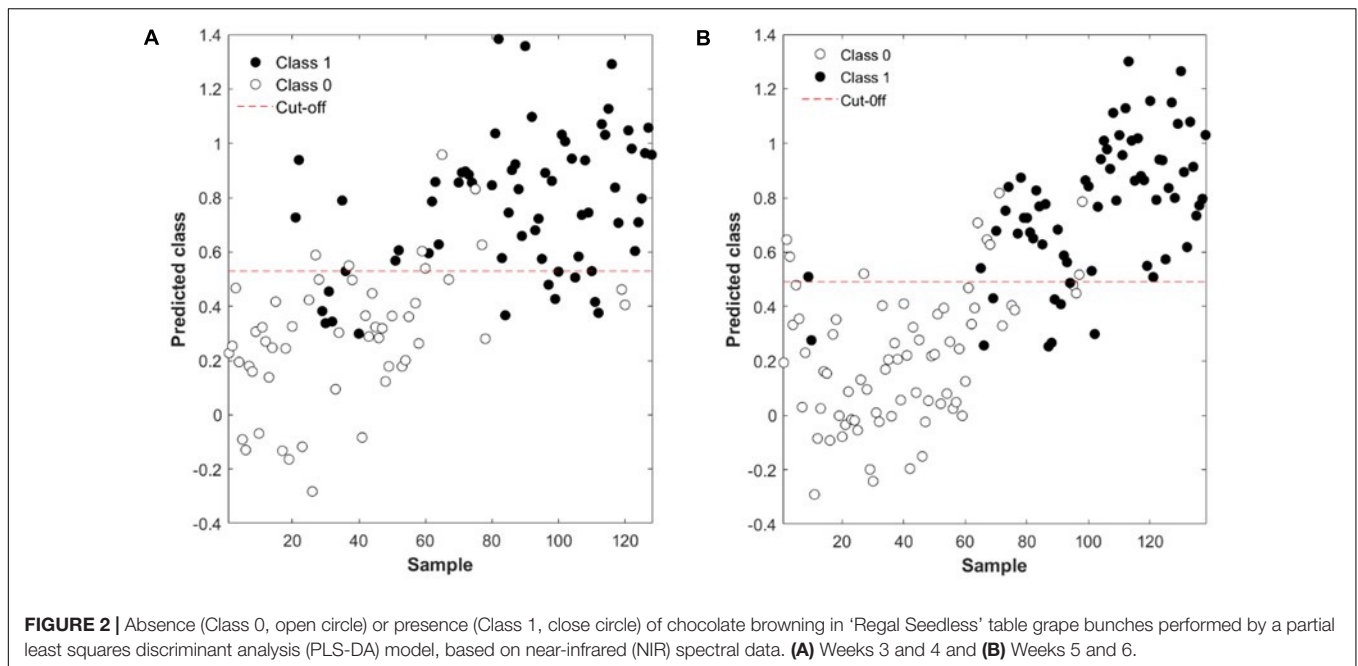 A
1.4
1.2
1
0.8
0.6
0.4
0.2
0
-0.2
-0.4
Predicted class
Class 1
Class 0
Cut-off
20 40 60 80 100 120
Sample
B
1.4
1.2
1
0.8
0.6
0.4
0.2
0
-0.2
-0.4
Predicted class
Class 0
Class 1
Cut-0ff
20 40 60 80 100 120
Sample
FIGURE 2 | Absence (Class 0, open circle) or presence (Class 1, close circle) of chocolate browning in ‘Regal Seedless’ table grape bunches performed by a partial
least squares discriminant analysis (PLS-DA) model, based on near-infrared (NIR) spectral data. (A) Weeks 3 and 4 and (B) Weeks 5 and 6.